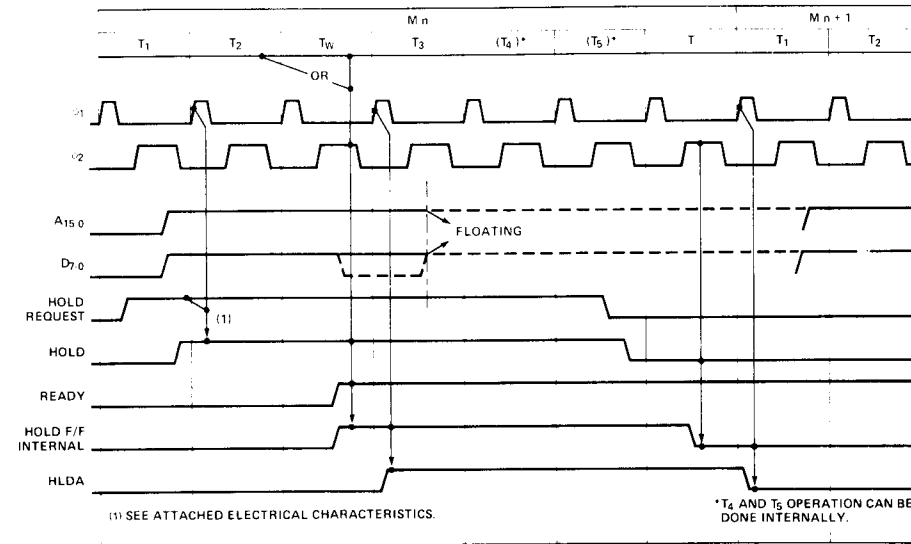 M n
M n + 1
T1 T2 TW T3 (T4)* (T5)* T T1 T2
OR
φ1
φ2
A15-0
FLOATING
D7-0
HOLD
REQUEST
(1)
HOLD
READY
HOLD F/F
INTERNAL
HLDA
(1) SEE ATTACHED ELECTRICAL CHARACTERISTICS.
*T4 AND T5 OPERATION CAN BE
DONE INTERNALLY.